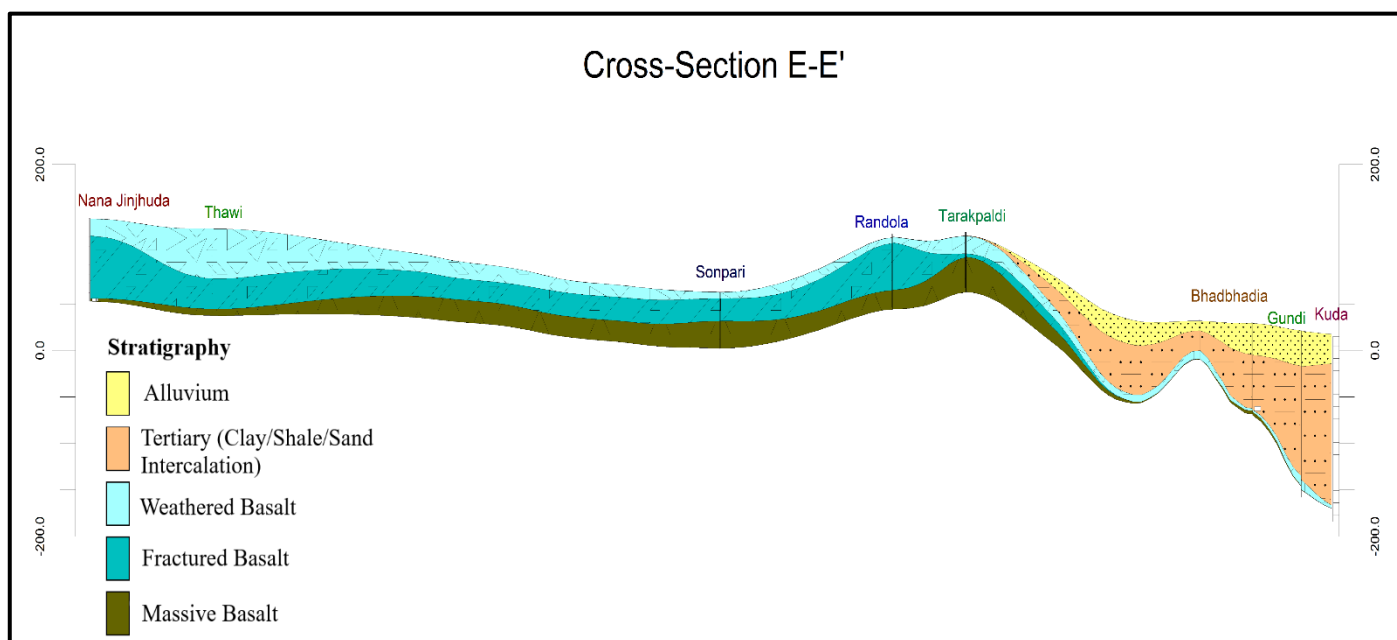 Cross-Section E-E'
200.0
200.0
Nana Jinjhuda
Thawi
Randola
Tarakpaldi
Sonpari
Bhadbhadia
Gundi
Kuda
0.0
0.0
Stratigraphy
Alluvium
Tertiary (Clay/Shale/Sand
Intercalation)
Weathered Basalt
Fractured Basalt
Massive Basalt
-200.0
-200.0